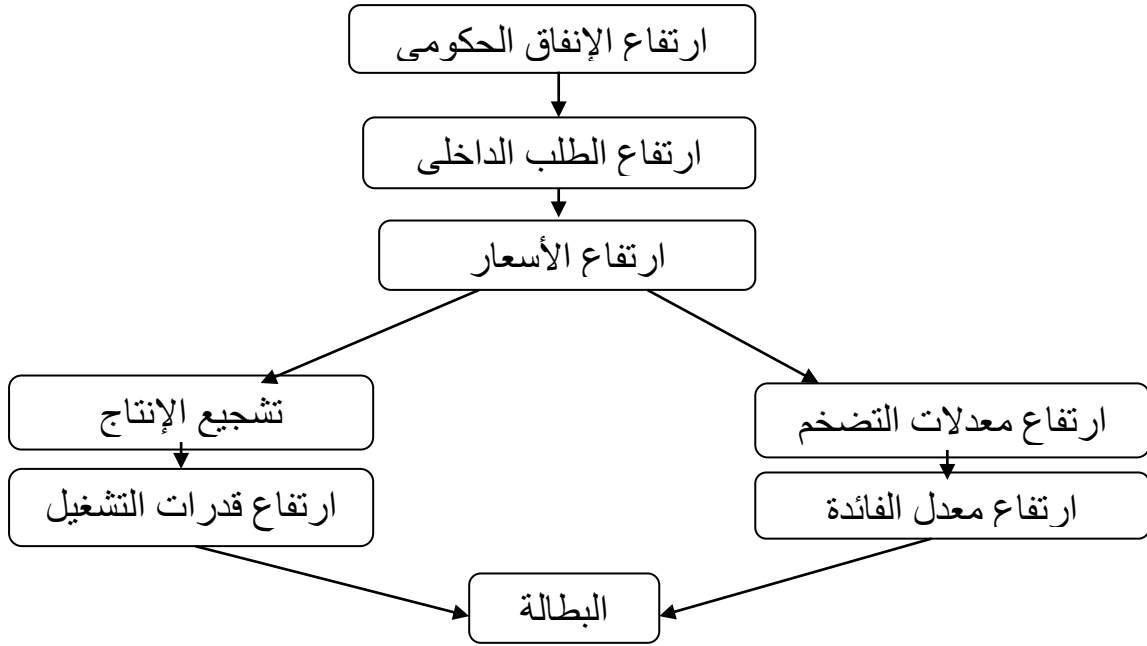 ارتفاع الإنفاق الحكومى
ارتفاع الطلب الداخلى
ارتفاع الأسعار
ارتفاع معدلات التضخم
تشجيع الإنتاج
ارتفاع معدل الفائدة
ارتفاع قدرات التشغيل
البطالة